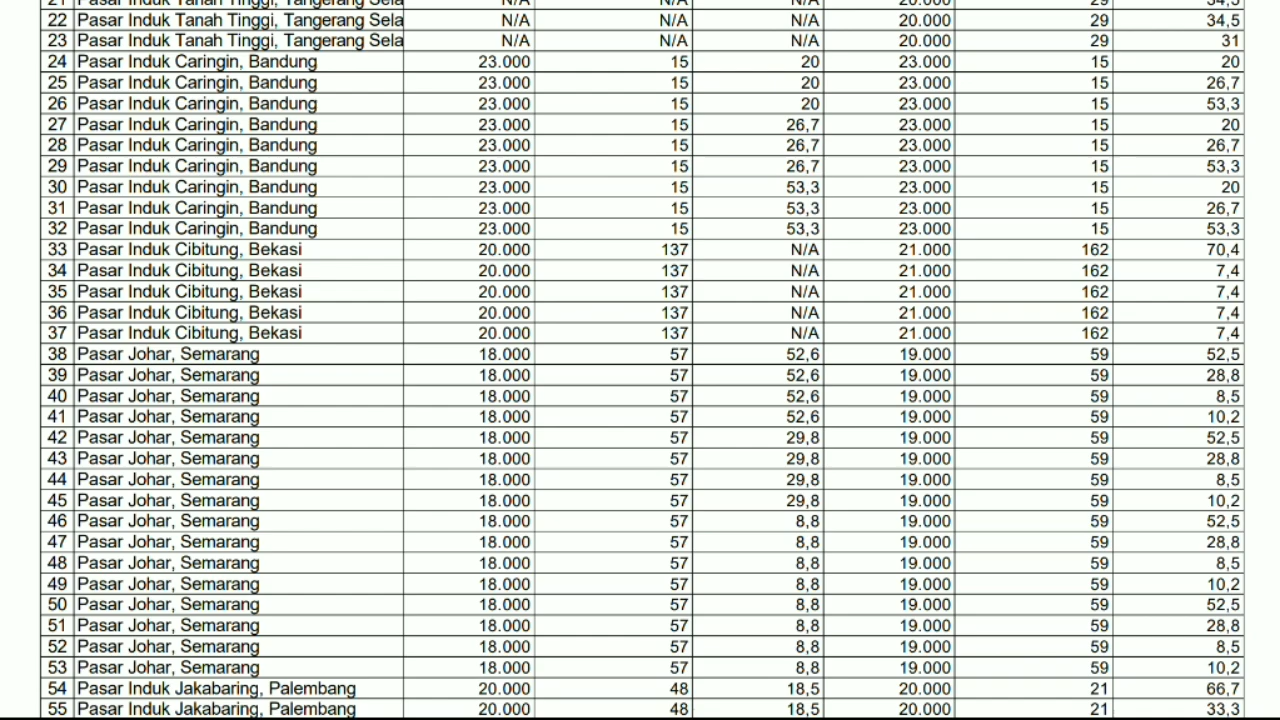 21 Pasar Induk Tanah Tinggi, Tangerang Sela N/A N/A N/A 20.000 29 34,5
22 Pasar Induk Tanah Tinggi, Tangerang Sela N/A N/A N/A 20.000 29 34,5
23 Pasar Induk Tanah Tinggi, Tangerang Sela N/A N/A N/A 20.000 29 31
24 Pasar Induk Caringin, Bandung 23.000 15 20 23.000 15 20
25 Pasar Induk Caringin, Bandung 23.000 15 20 23.000 15 26,7
26 Pasar Induk Caringin, Bandung 23.000 15 20 23.000 15 53,3
27 Pasar Induk Caringin, Bandung 23.000 15 26,7 23.000 15 20
28 Pasar Induk Caringin, Bandung 23.000 15 26,7 23.000 15 26,7
29 Pasar Induk Caringin, Bandung 23.000 15 26,7 23.000 15 53,3
30 Pasar Induk Caringin, Bandung 23.000 15 53,3 23.000 15 20
31 Pasar Induk Caringin, Bandung 23.000 15 53,3 23.000 15 26,7
32 Pasar Induk Caringin, Bandung 23.000 15 53,3 23.000 15 53,3
33 Pasar Induk Cibitung, Bekasi 20.000 137 N/A 21.000 162 70,4
34 Pasar Induk Cibitung, Bekasi 20.000 137 N/A 21.000 162 7,4
35 Pasar Induk Cibitung, Bekasi 20.000 137 N/A 21.000 162 7,4
36 Pasar Induk Cibitung, Bekasi 20.000 137 N/A 21.000 162 7,4
37 Pasar Induk Cibitung, Bekasi 20.000 137 N/A 21.000 162 7,4
38 Pasar Johar, Semarang 18.000 57 52,6 19.000 59 52,5
39 Pasar Johar, Semarang 18.000 57 52,6 19.000 59 28,8
40 Pasar Johar, Semarang 18.000 57 52,6 19.000 59 8,5
41 Pasar Johar, Semarang 18.000 57 52,6 19.000 59 10,2
42 Pasar Johar, Semarang 18.000 57 29,8 19.000 59 52,5
43 Pasar Johar, Semarang 18.000 57 29,8 19.000 59 28,8
44 Pasar Johar, Semarang 18.000 57 29,8 19.000 59 8,5
45 Pasar Johar, Semarang 18.000 57 29,8 19.000 59 10,2
46 Pasar Johar, Semarang 18.000 57 8,8 19.000 59 52,5
47 Pasar Johar, Semarang 18.000 57 8,8 19.000 59 28,8
48 Pasar Johar, Semarang 18.000 57 8,8 19.000 59 8,5
49 Pasar Johar, Semarang 18.000 57 8,8 19.000 59 10,2
50 Pasar Johar, Semarang 18.000 57 8,8 19.000 59 52,5
51 Pasar Johar, Semarang 18.000 57 8,8 19.000 59 28,8
52 Pasar Johar, Semarang 18.000 57 8,8 19.000 59 8,5
53 Pasar Johar, Semarang 18.000 57 8,8 19.000 59 10,2
54 Pasar Induk Jakabaring, Palembang 20.000 48 18,5 20.000 21 66,7
55 Pasar Induk Jakabaring, Palembang 20.000 48 18,5 20.000 21 33,3